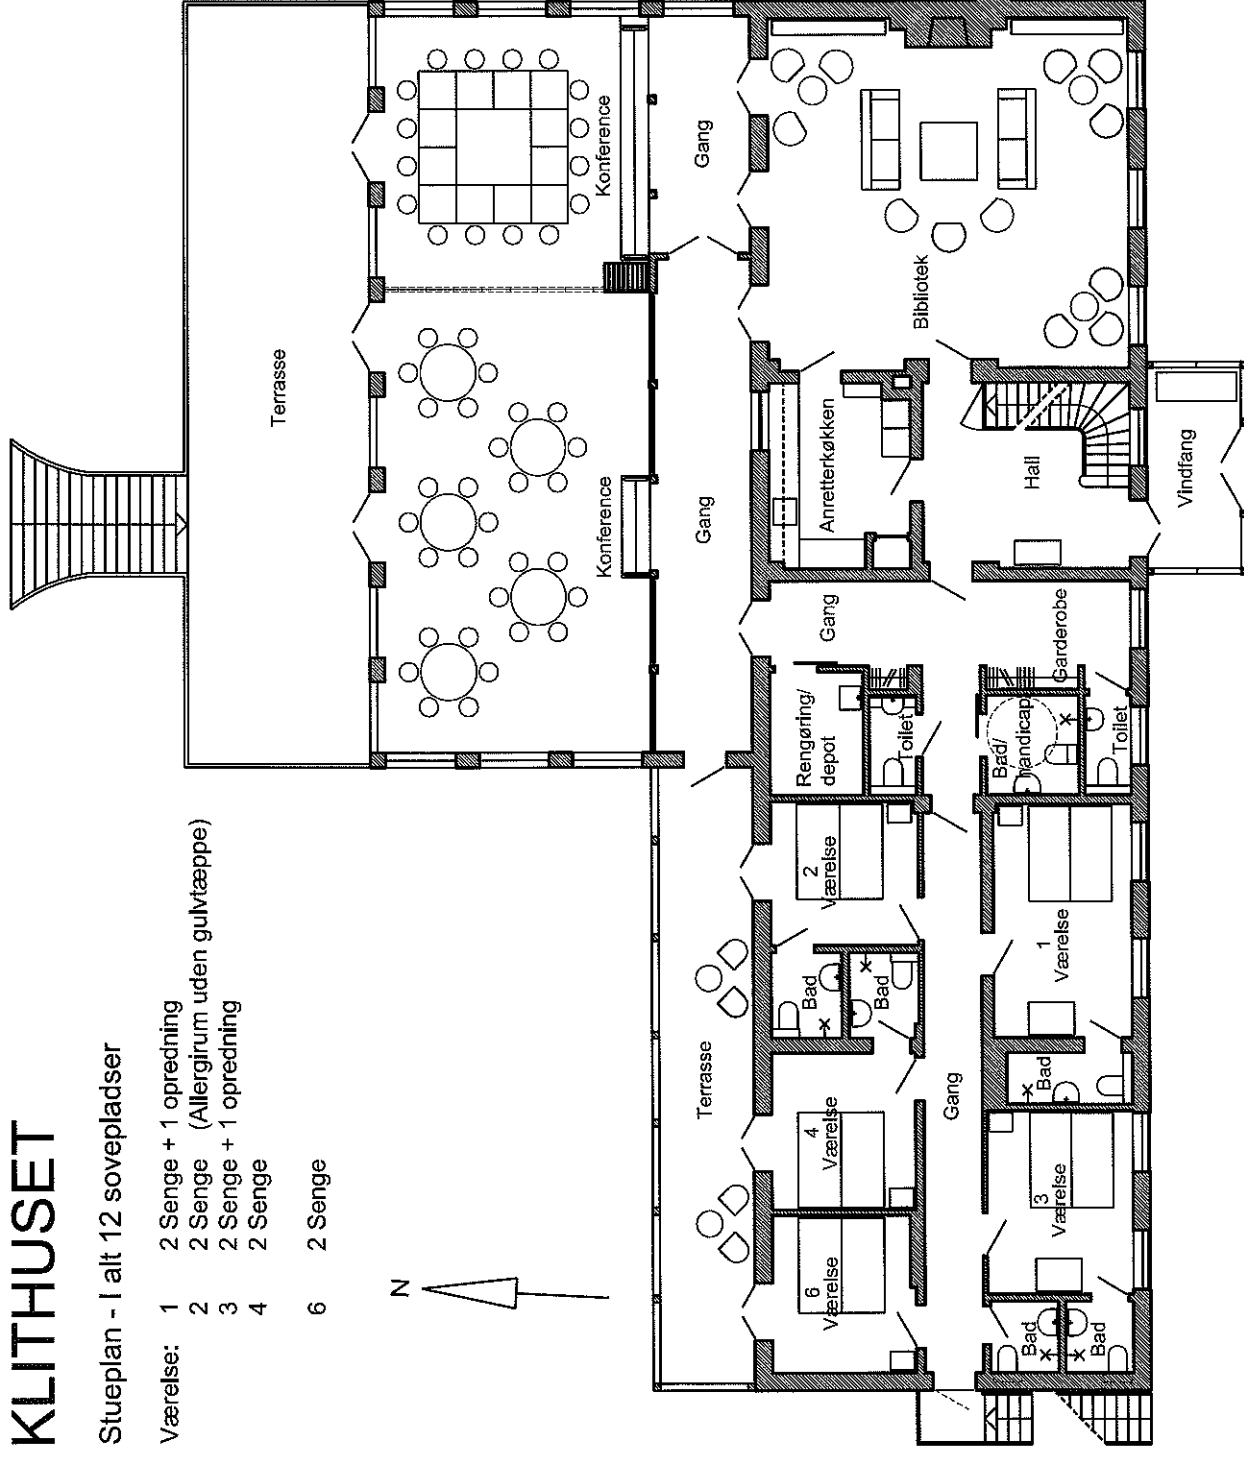 KLITHUSET
Stueplan - I alt 12 sovepladser
Værelse: 1 2 Senge + 1 opredning
2 2 Senge (Allergirum uden gulvtæppe)
3 2 Senge + 1 opredning
4 2 Senge
6 2 Senge
N
Terrasse
Konference
Konference
Gang
Gang
Terrasse
Bibliotek
Anretterkøkken
Hall
Vindfang
Gang
Garderobe
Rengøring/
depot
Toilet
Bad/
handicap
Toilet
2
Værelse
Bad
Bad
1
Værelse
Bad
Gang
4
Værelse
3
Værelse
6
Værelse
Bad
Bad